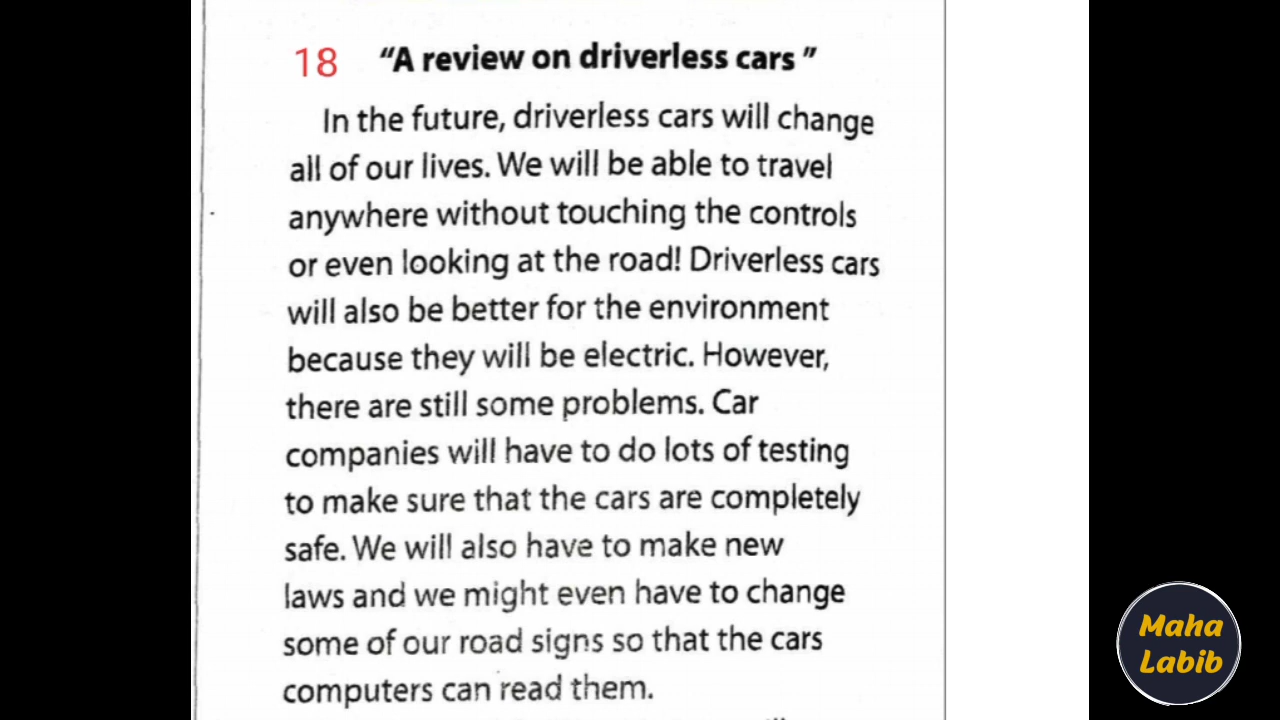 18 “A review on driverless cars ”
In the future, driverless cars will change
all of our lives. We will be able to travel
anywhere without touching the controls
or even looking at the road! Driverless cars
will also be better for the environment
because they will be electric. However,
there are still some problems. Car
companies will have to do lots of testing
to make sure that the cars are completely
safe. We will also have to make new
laws and we might even have to change
some of our road signs so that the cars
computers can read them.
Maha
Labib